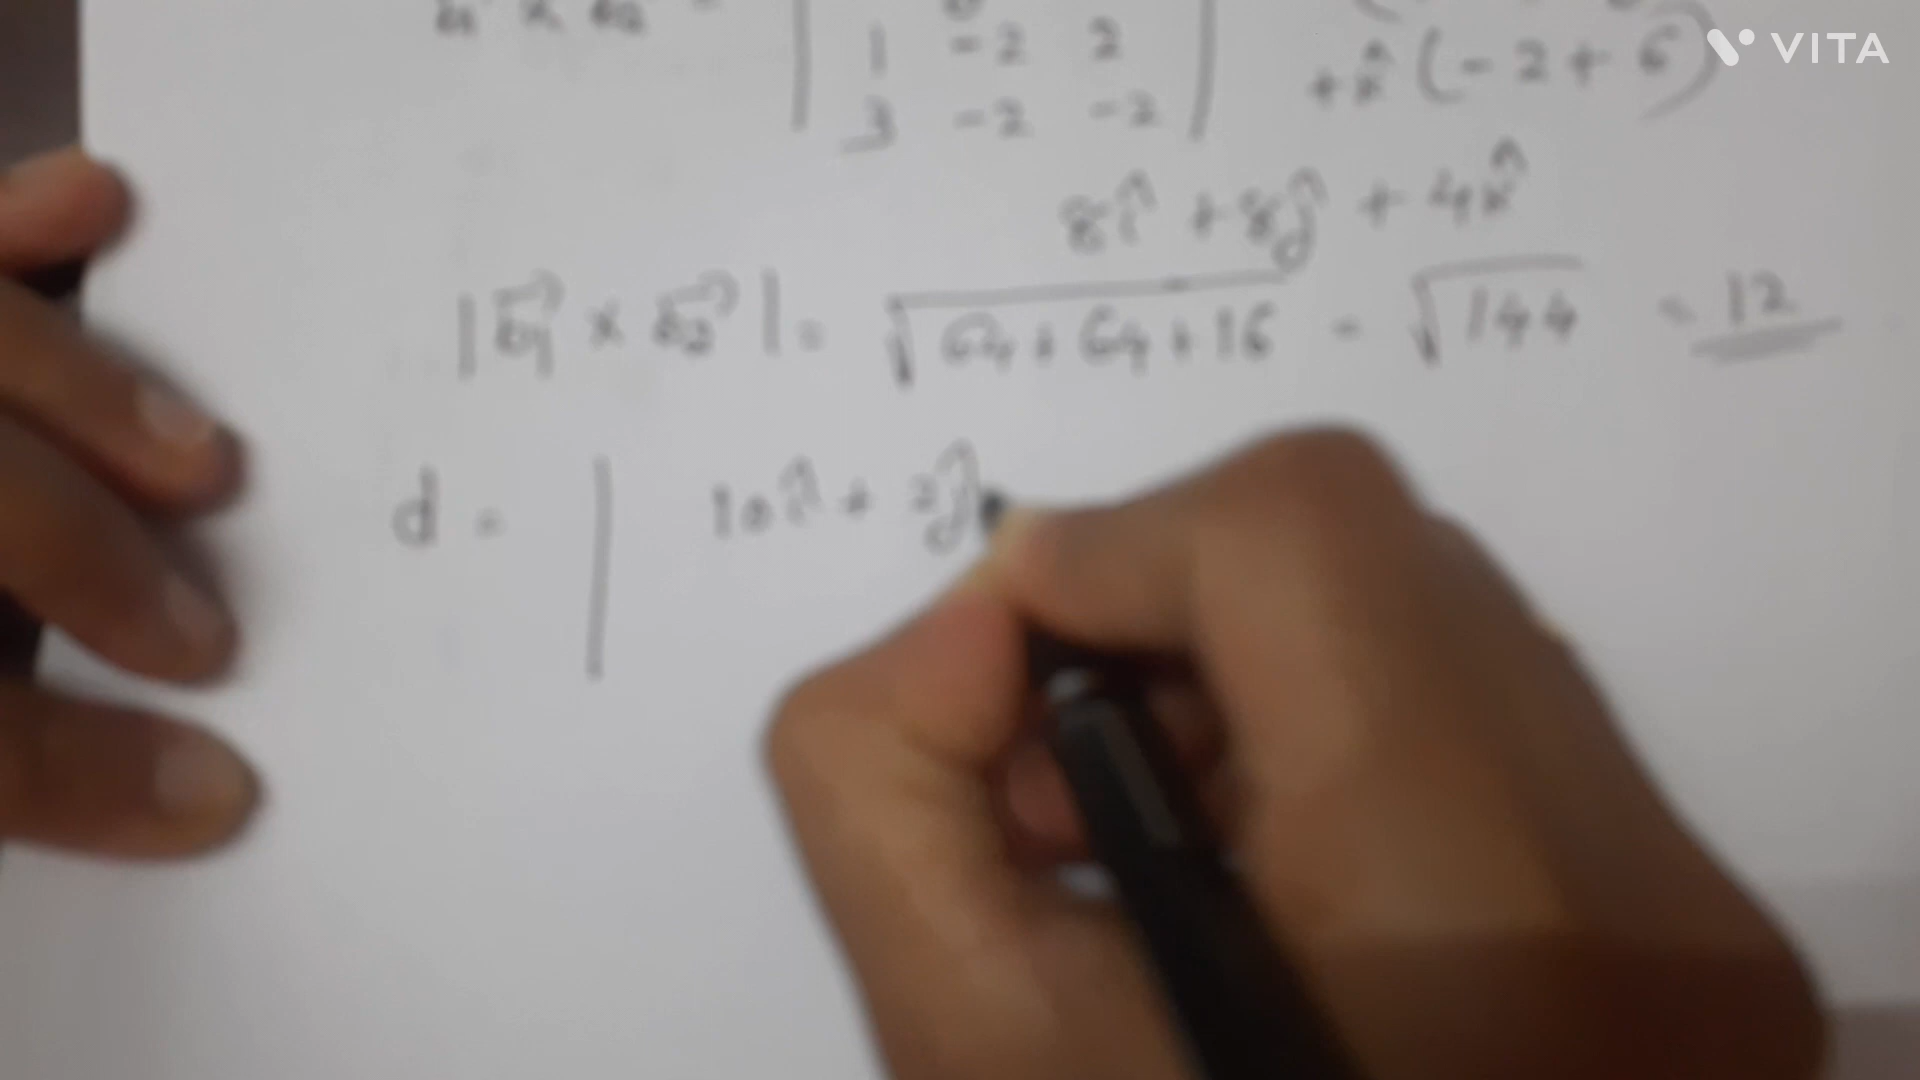 VITA
1 -2 2
+k̂ (-2+6)
3 -2 -2
8î + 8ĵ + 4k̂
|b₁⃗ × b₂⃗| = √64+64+16 = √144 = 12
d = | 10î + 2ĵ